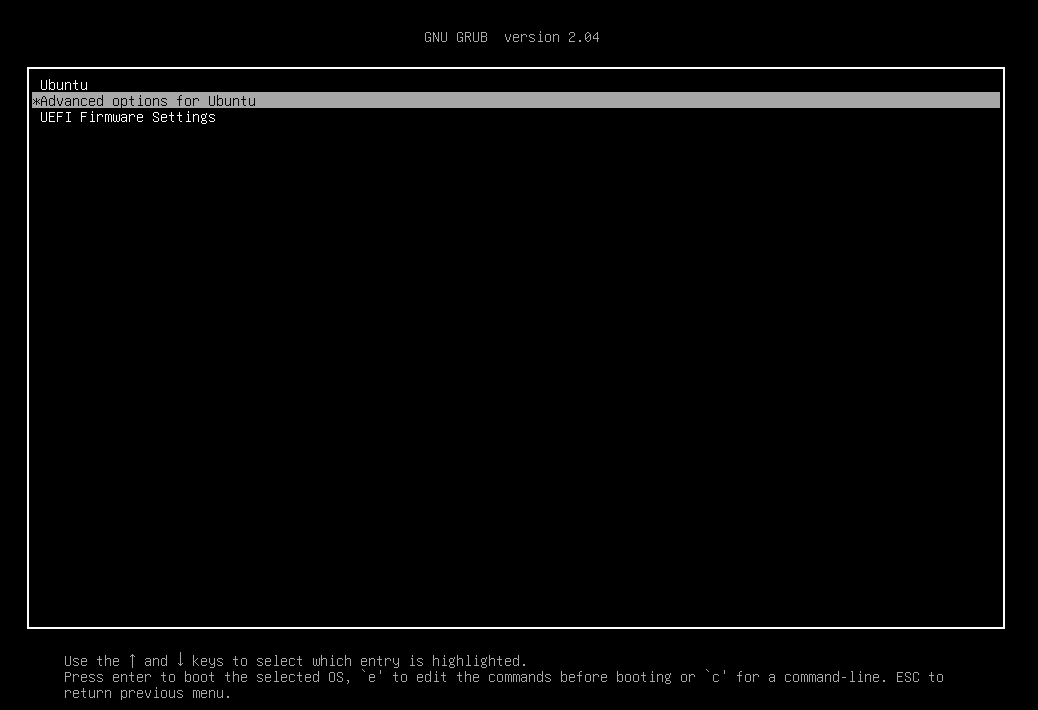 GNU GRUB  version 2.04
Ubuntu
*Advanced options for Ubuntu
UEFI Firmware Settings
Use the ↑ and ↓ keys to select which entry is highlighted.
Press enter to boot the selected OS, `e' to edit the commands before booting or `c' for a command-line. ESC to
return previous menu.